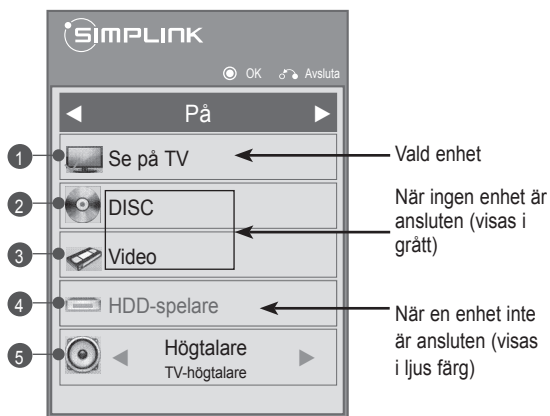 SIMPLINK
OK Avsluta
På
1 Se på TV
Vald enhet
2 DISC
När ingen enhet är
ansluten (visas i
grått)
3 Video
4 HDD-spelare
När en enhet inte
är ansluten (visas
i ljus färg)
5 Högtalare
TV-högtalare